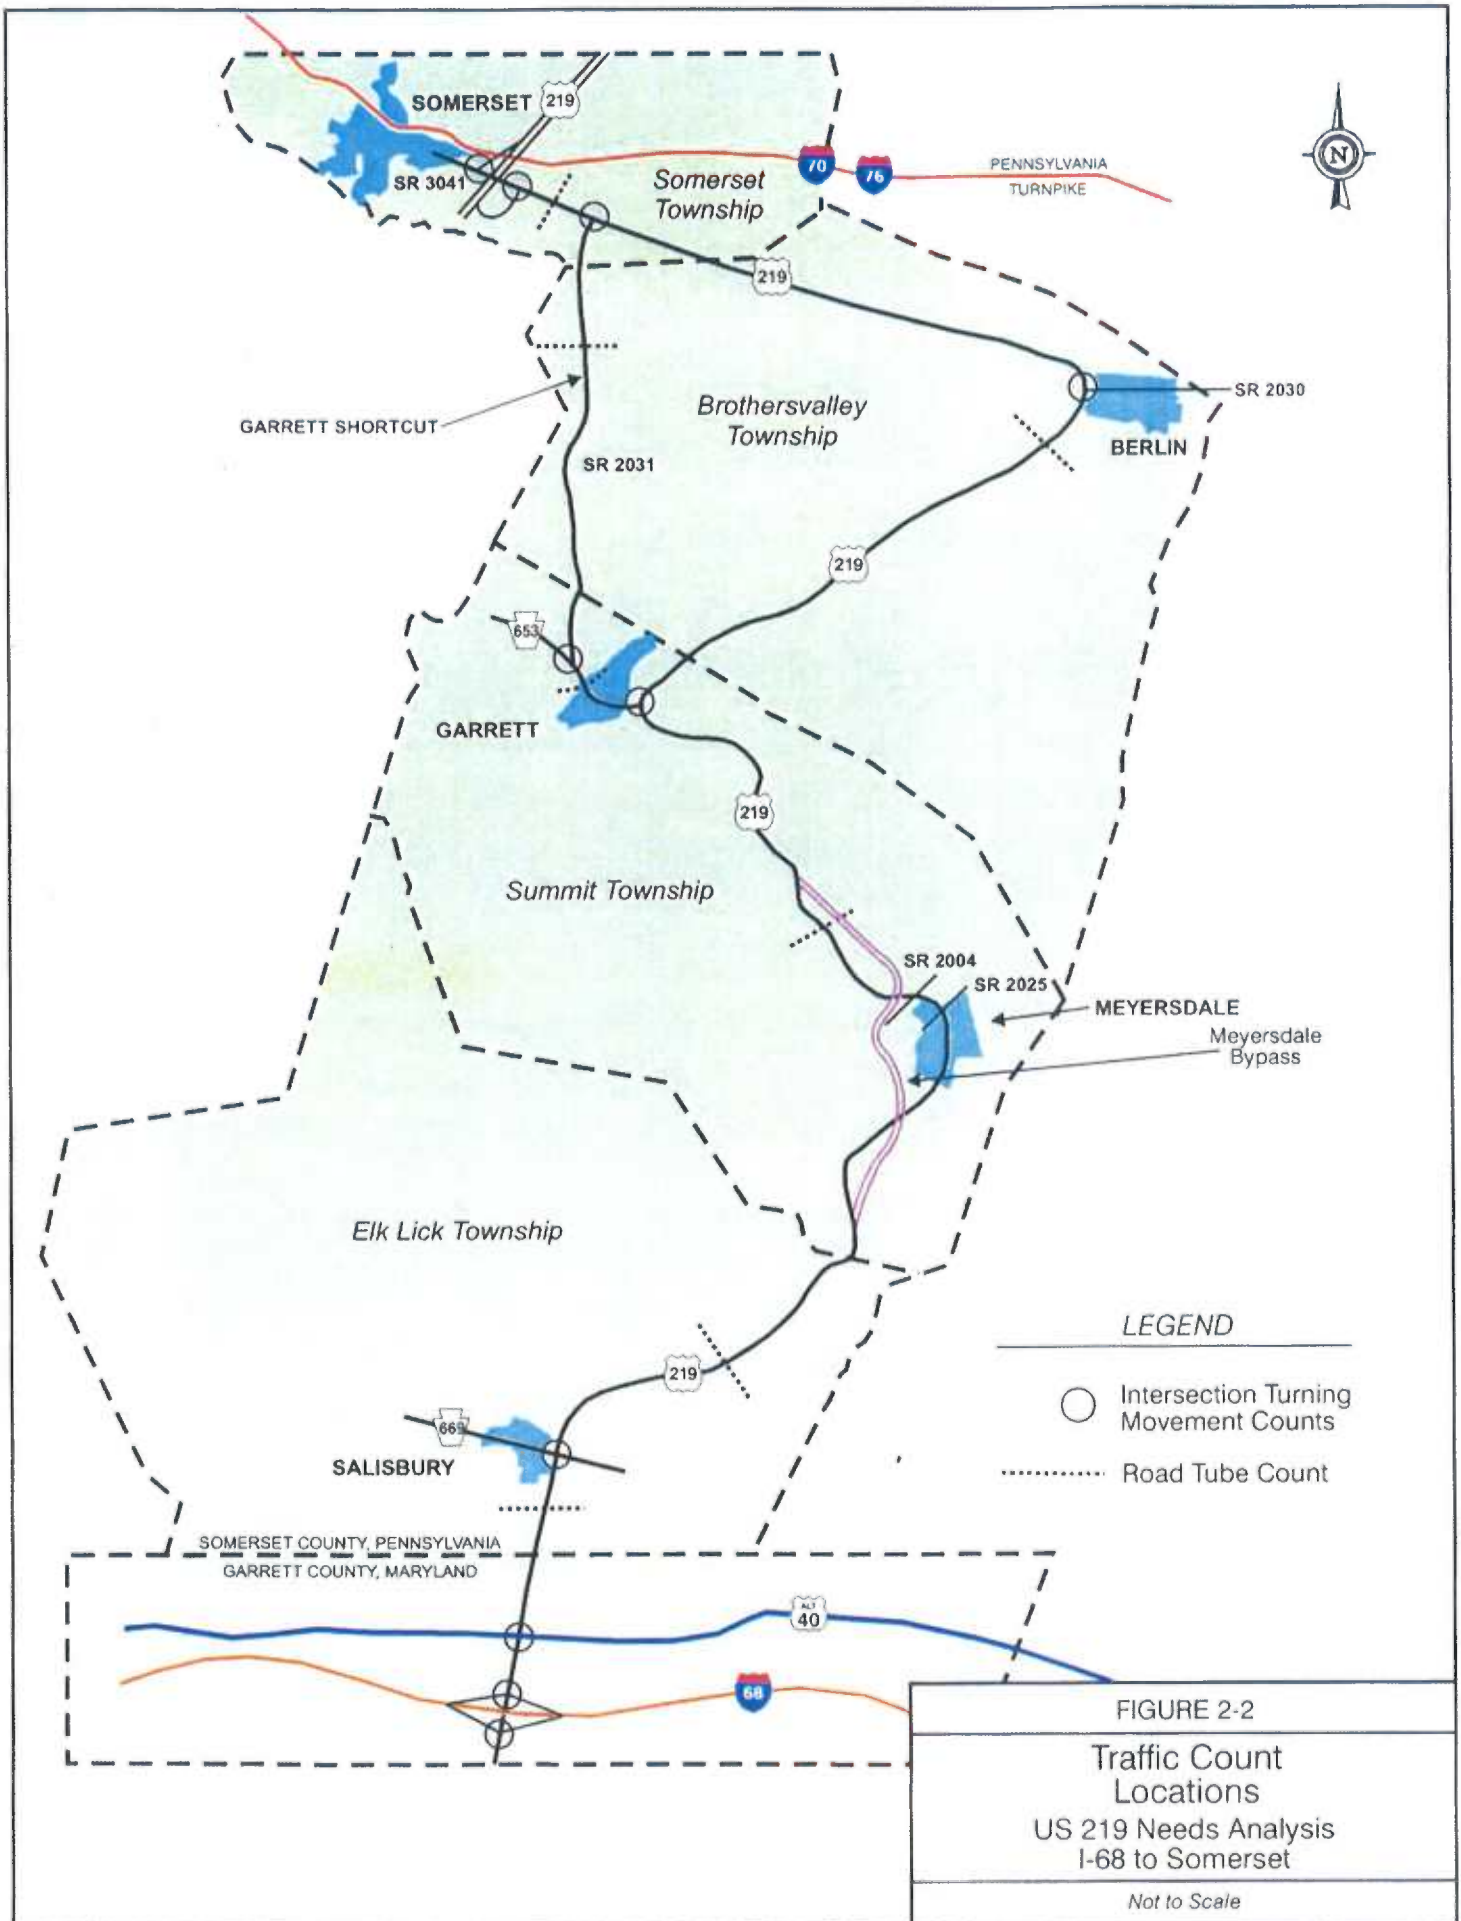 SOMERSET
219
SR 3041
Somerset
Township
70
76
PENNSYLVANIA
TURNPIKE
N
219
GARRETT SHORTCUT
Brothersvalley
Township
SR 2030
BERLIN
SR 2031
219
653
GARRETT
219
Summit Township
SR 2004
SR 2025
MEYERSDALE
Meyersdale
Bypass
Elk Lick Township
219
669
SALISBURY
LEGEND
Intersection Turning
Movement Counts
Road Tube Count
SOMERSET COUNTY, PENNSYLVANIA
GARRETT COUNTY, MARYLAND
ALT
40
68
FIGURE 2-2
Traffic Count
Locations
US 219 Needs Analysis
I-68 to Somerset
Not to Scale